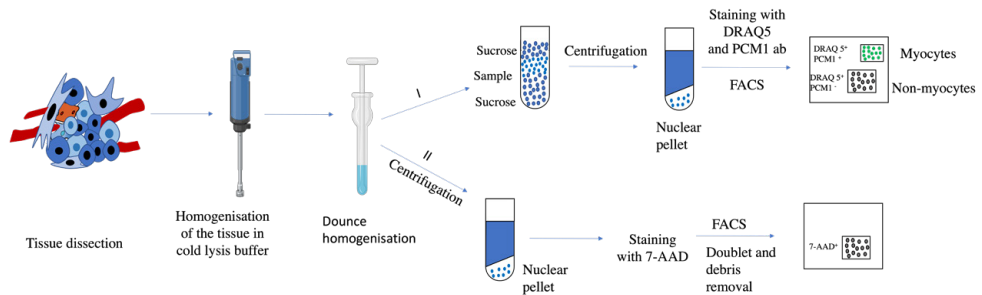 Tissue dissection
Homogenisation
of the tissue in
cold lysis buffer
Dounce
homogenisation
I
Sucrose
Sample
Sucrose
Centrifugation
Nuclear
pellet
Staining with
DRAQ5
and PCM1 ab
FACS
DRAQ 5+
PCM1 +
Myocytes
DRAQ 5+
PCM1 -
Non-myocytes
II
Centrifugation
Nuclear
pellet
Staining
with 7-AAD
FACS
Doublet and
debris
removal
7-AAD+